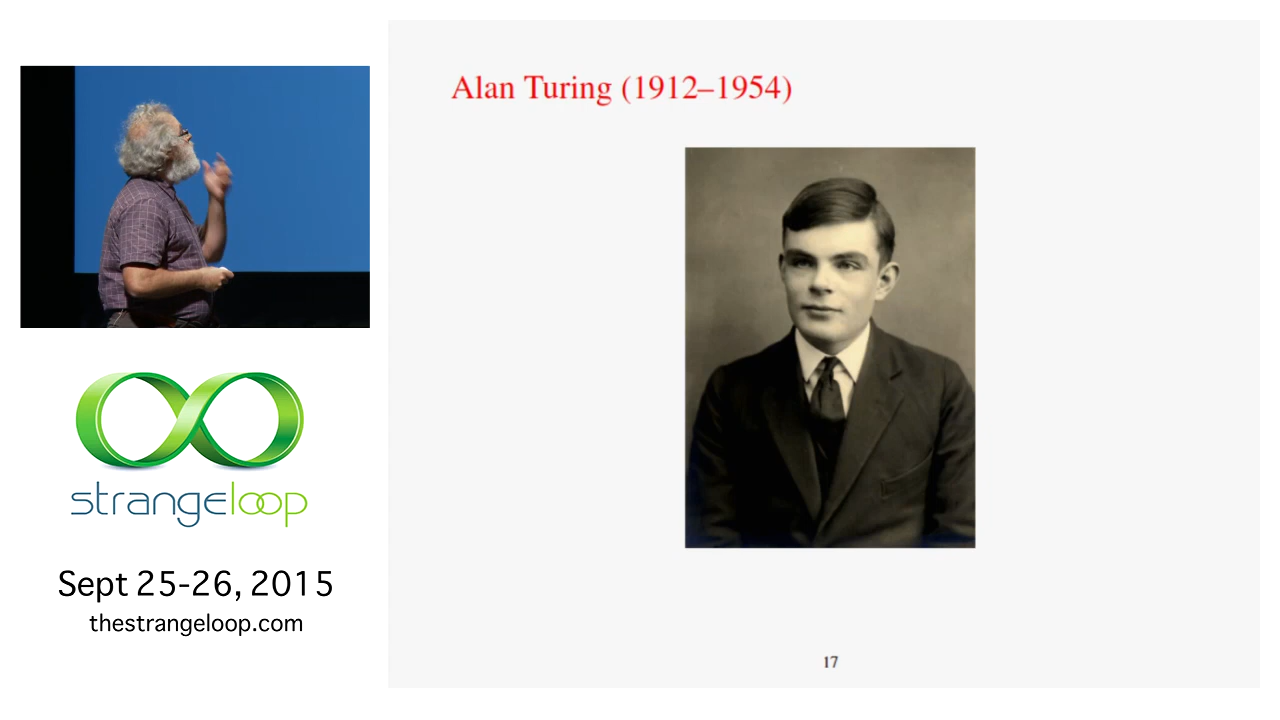 Alan Turing (1912–1954)
strangeloop
Sept 25-26, 2015
thestrangeloop.com
17